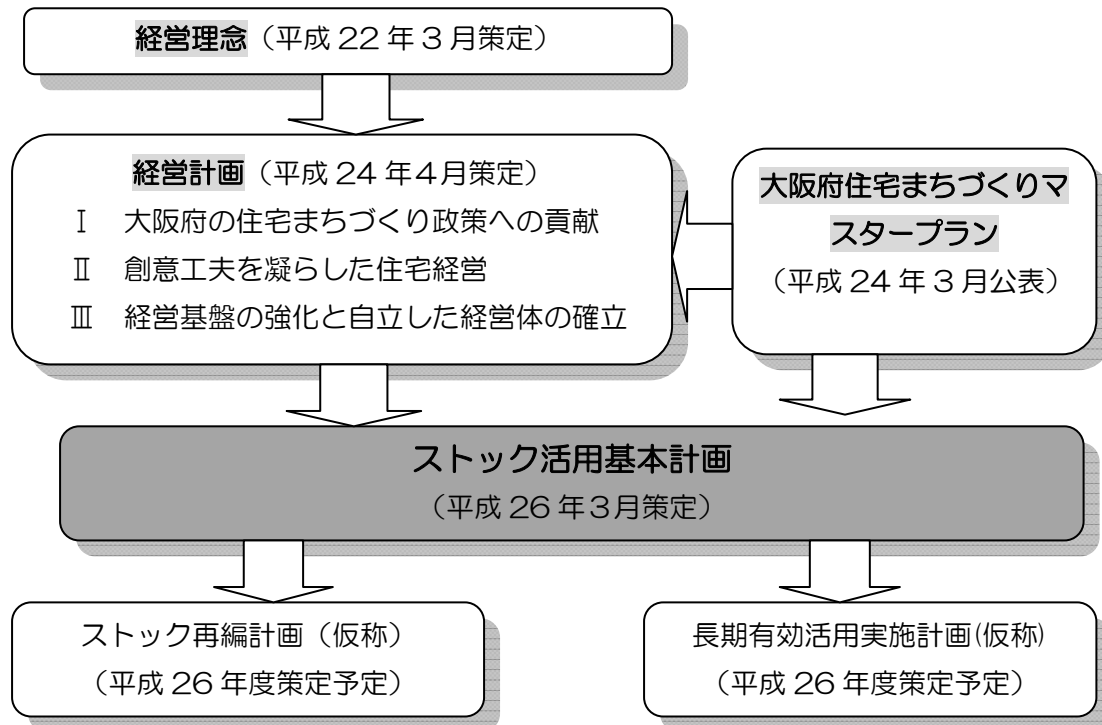 経営理念（平成 22 年 3 月策定）
経営計画（平成 24 年４月策定）
Ⅰ　大阪府の住宅まちづくり政策への貢献
Ⅱ　創意工夫を凝らした住宅経営
Ⅲ　経営基盤の強化と自立した経営体の確立
大阪府住宅まちづくりマ
スタープラン
（平成 24 年 3 月公表）
ストック活用基本計画
（平成 26 年３月策定）
ストック再編計画（仮称）
（平成 26 年度策定予定）
長期有効活用実施計画(仮称)
（平成 26 年度策定予定）